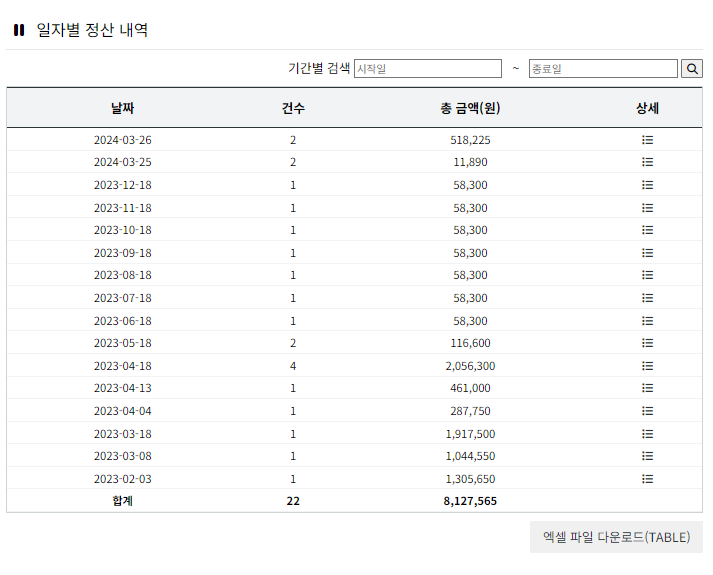 일자별 정산 내역
기간별 검색 시작일 ~ 종료일
날짜 건수 총 금액(원) 상세
2024-03-26 2 518,225
2024-03-25 2 11,890
2023-12-18 1 58,300
2023-11-18 1 58,300
2023-10-18 1 58,300
2023-09-18 1 58,300
2023-08-18 1 58,300
2023-07-18 1 58,300
2023-06-18 1 58,300
2023-05-18 2 116,600
2023-04-18 4 2,056,300
2023-04-13 1 461,000
2023-04-04 1 287,750
2023-03-18 1 1,917,500
2023-03-08 1 1,044,550
2023-02-03 1 1,305,650
합계 22 8,127,565
엑셀 파일 다운로드(TABLE)